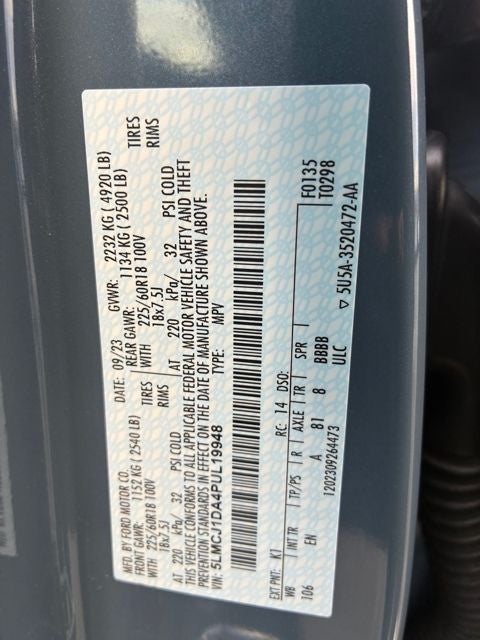 MFD. BY FORD MOTOR CO.
DATE: 09/23 GVWR: 2232 KG ( 4920 LB)
FRONT GAWR: 1152 KG ( 2540 LB) REAR GAWR: 1134 KG ( 2500 LB)
WITH 225/60R18 100V TIRES WITH 225/60R18 100V TIRES
18x7.5J RIMS 18x7.5J RIMS
AT 220 kPa/ 32 PSI COLD AT 220 kPa/ 32 PSI COLD
THIS VEHICLE CONFORMS TO ALL APPLICABLE FEDERAL MOTOR VEHICLE SAFETY AND THEFT
PREVENTION STANDARDS IN EFFECT ON THE DATE OF MANUFACTURE SHOWN ABOVE.
VIN: 5LMCJ1DA4PUL19948 TYPE: MPV
EXT PNT: K1 RC: 14 DSO: F0135
WB INT TR TP/PS R AXLE TR SPR T0298
106 EN A 81 8 BBBB
1202309264473 ULC
▽ 5U5A-3520472-AA